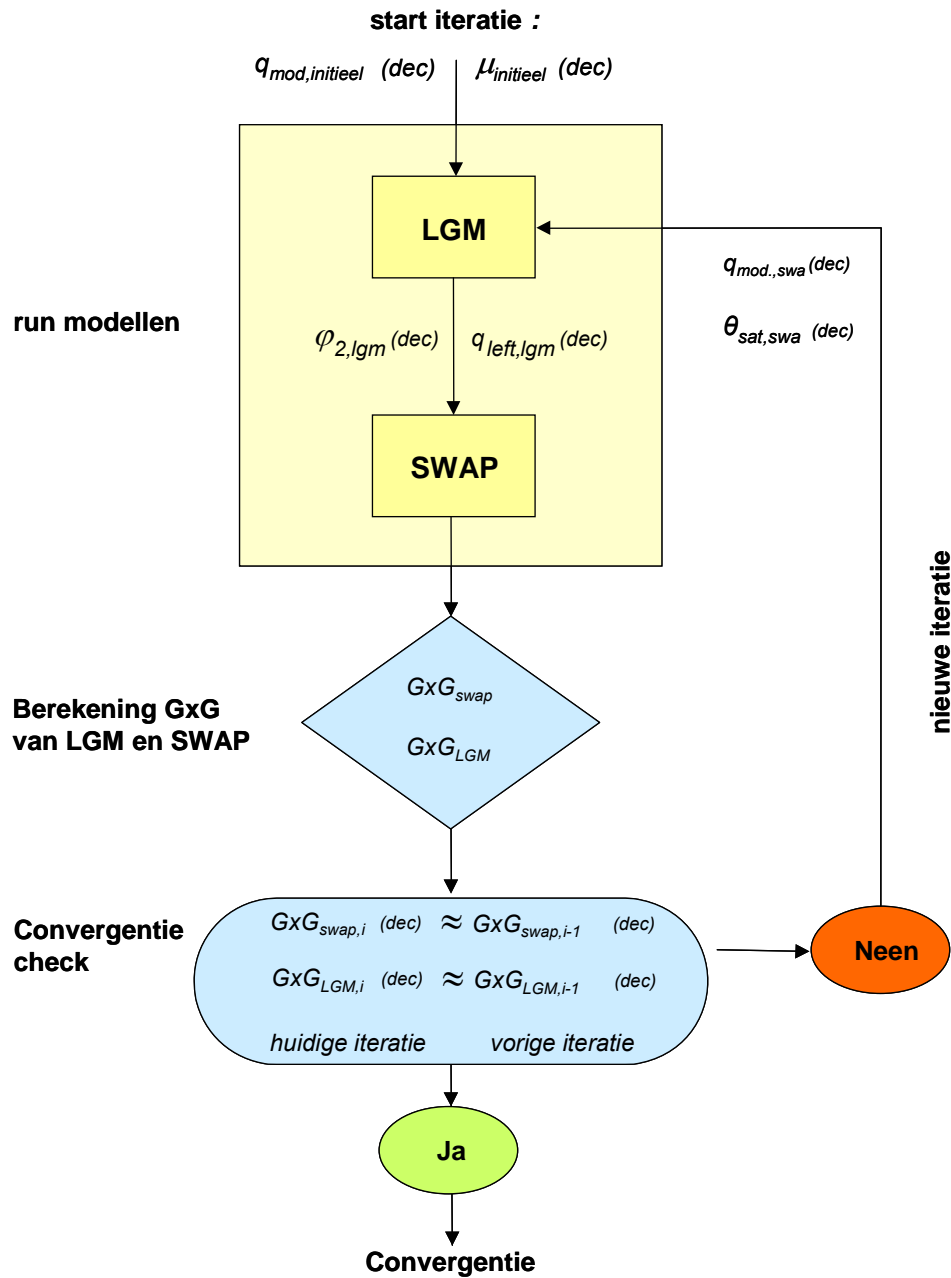 start iteratie :
q_mod,initieel (dec) μ_initieel (dec)
LGM
q_mod.,swa (dec)
run modellen
φ_2,lgm (dec) q_left,lgm (dec)
θ_sat,swa (dec)
SWAP
nieuwe iteratie
GxG_swap
Berekening GxG
van LGM en SWAP
GxG_LGM
Convergentie
check
GxG_swap,i (dec) ≈ GxG_swap,i-1 (dec)
GxG_LGM,i (dec) ≈ GxG_LGM,i-1 (dec)
huidige iteratie vorige iteratie
Neen
Ja
Convergentie